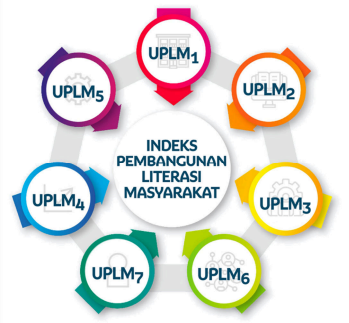 UPLM1
UPLM5
UPLM2
INDEKS
PEMBANGUNAN
LITERASI
MASYARAKAT
UPLM4
UPLM3
UPLM7
UPLM6